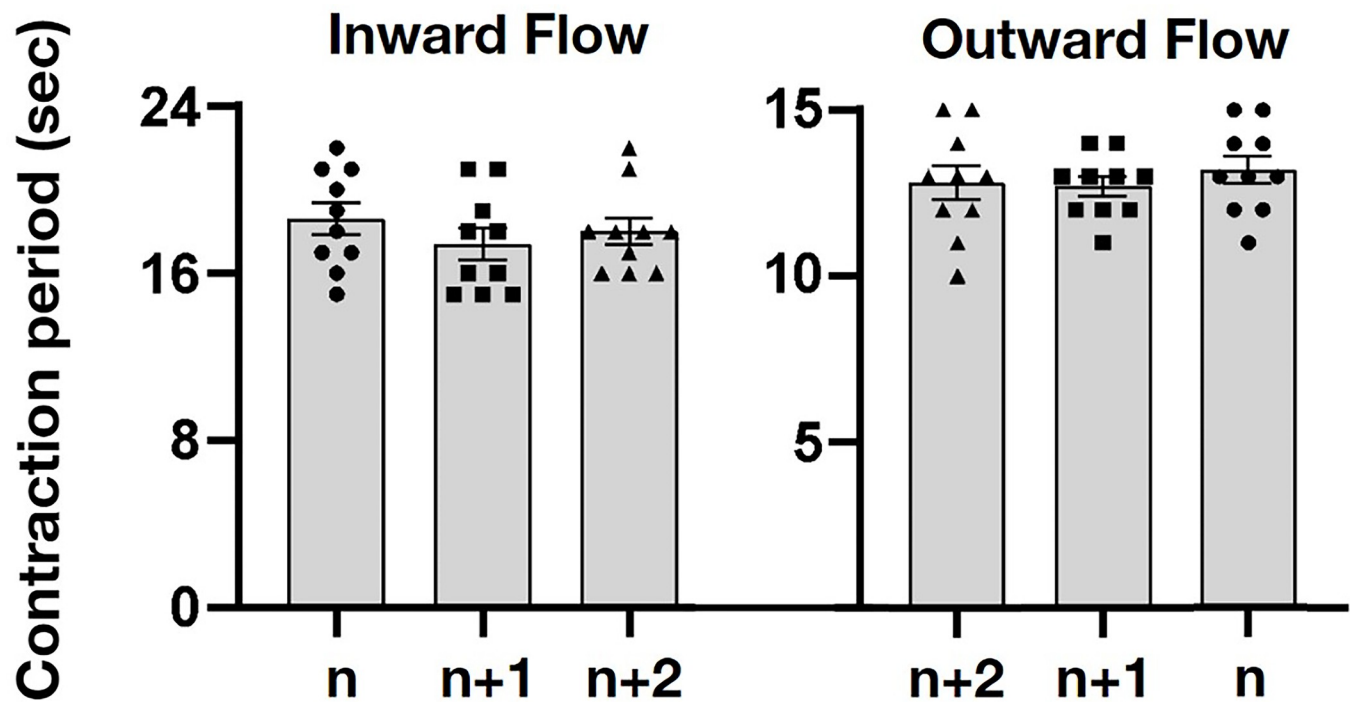 Inward Flow
Outward Flow
Contraction period (sec)
24
16
8
0
15
10
5
n
n+1
n+2
n+2
n+1
n